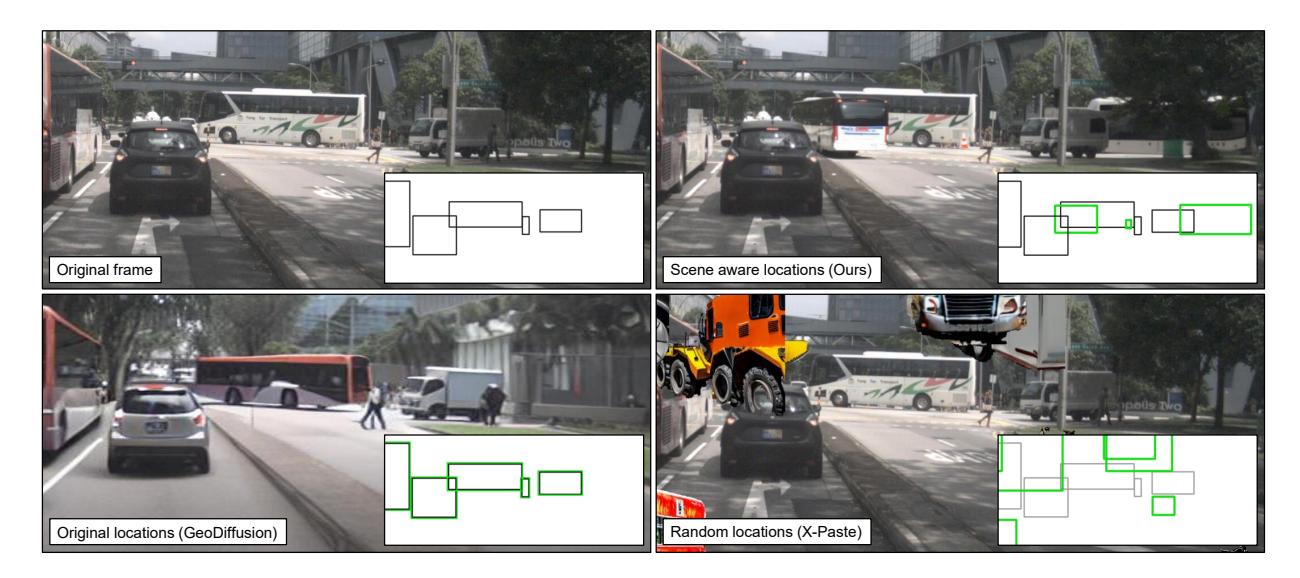 Original frame
Scene aware locations (Ours)
Original locations (GeoDiffusion)
Random locations (X-Paste)